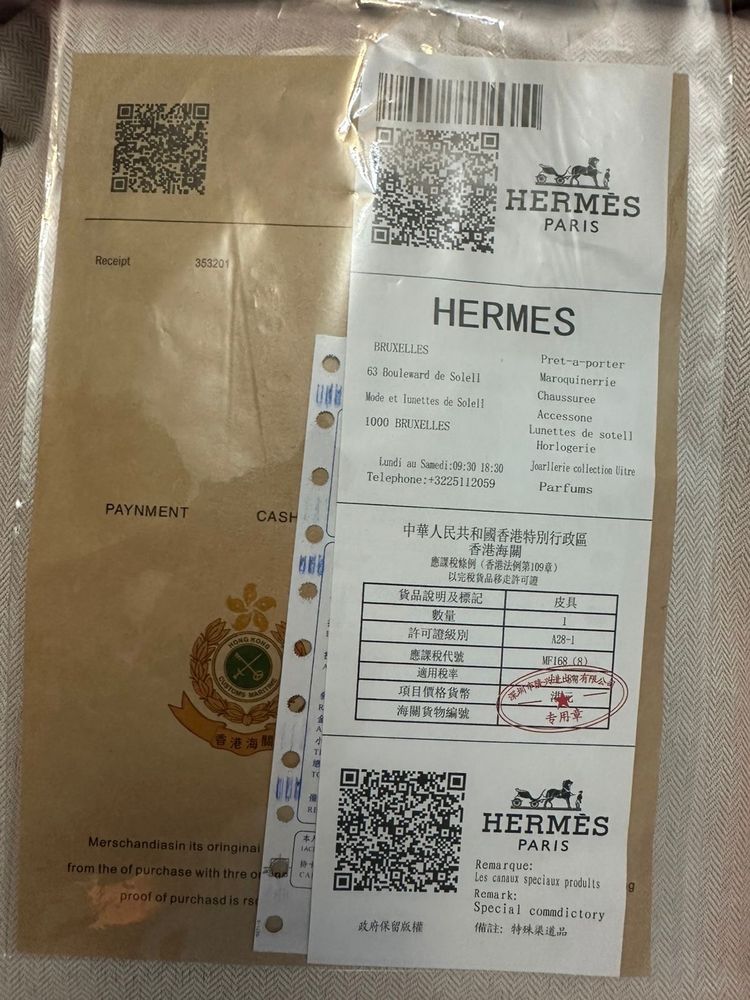 Receipt 353201
PAYNMENT CASH
HONG KONG
CUSTOMS MARITIME
香港海關
Merschandiasin its oringinai
from the of purchase with thre
proof of purchasd is
HERMÈS
PARIS
HERMES
BRUXELLES
63 Bouleward de Solell
Mode et lunettes de Solell
1000 BRUXELLES
Lundi au Samedi:09:30 18:30
Telephone:+3225112059
Pret-a-porter
Maroquinerrie
Chaussuree
Accessone
Lunettes de sotell
Horlogerie
Joarllerie collection Uitre
Parfums
中華人民共和國香港特別行政區
香港海關
應課稅條例（香港法例第109章）
以完稅貨品移走許可證
貨品說明及標記 皮具
數量 1
許可證級別 A28-1
應課稅代號 MF168（8）
適用稅率
項目價格貨幣 港元
海關貨物編號
专用章
HERMÈS
PARIS
Remarque:
Les canaux speciaux produlls
Remark:
Special commdictory
備註: 特殊渠道品
政府保留版權